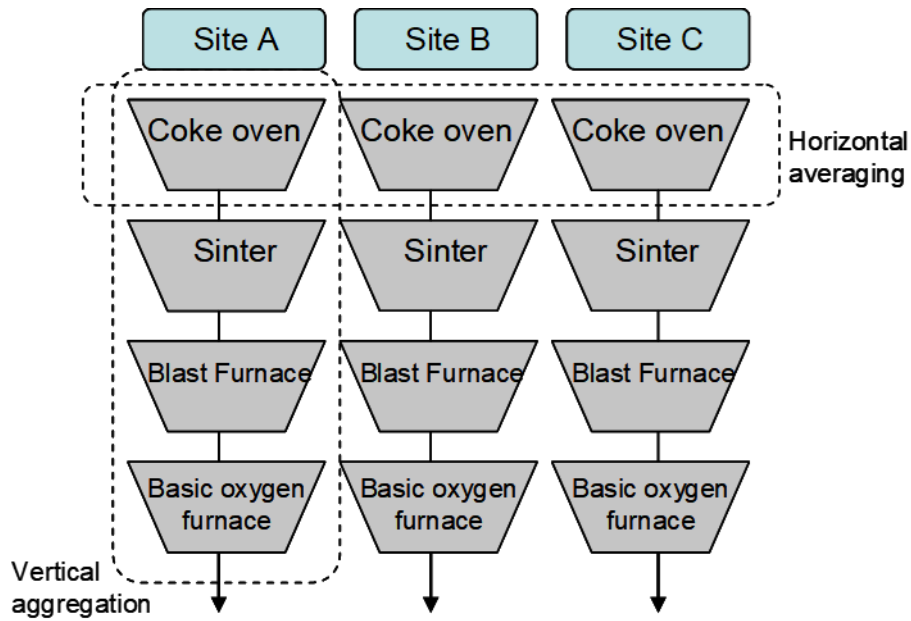 Site A
Site B
Site C
Coke oven
Coke oven
Coke oven
Horizontal
averaging
Sinter
Sinter
Sinter
Blast Furnace
Blast Furnace
Blast Furnace
Basic oxygen
furnace
Basic oxygen
furnace
Basic oxygen
furnace
Vertical
aggregation